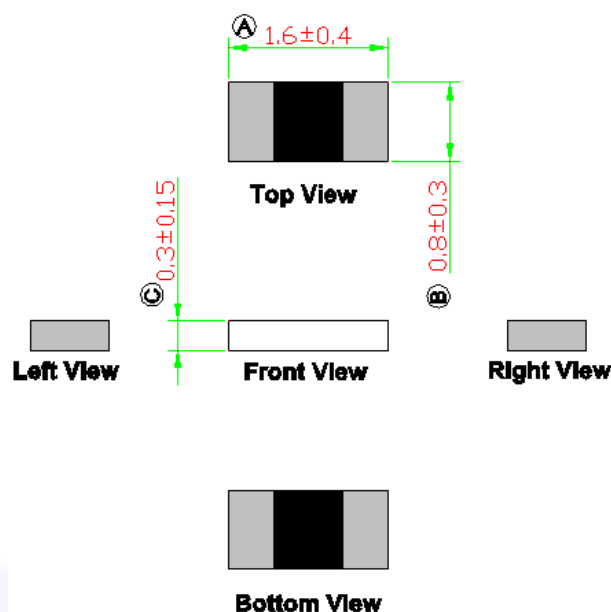 A 1.6±0.4
Top View
0.8±0.3
B
0.3±0.15
C
Left View
Front View
Right View
Bottom View